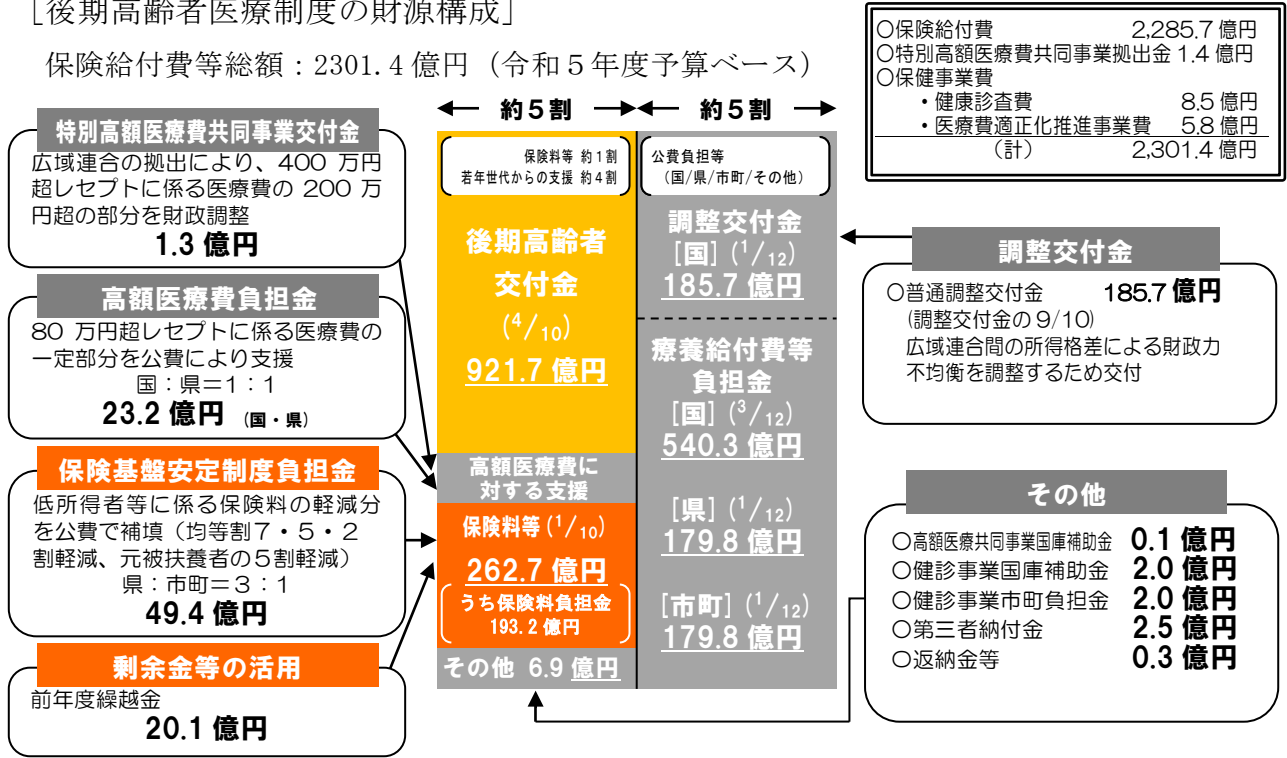 [後期高齢者医療制度の財源構成]
保険給付費等総額：2301.4億円（令和５年度予算ベース）
○保険給付費 2,285.7億円
○特別高額医療費共同事業拠出金 1.4億円
○保健事業費
・健康診査費 8.5億円
・医療費適正化推進事業費 5.8億円
（計） 2,301.4億円
特別高額医療費共同事業交付金
広域連合の拠出により、400 万円
超レセプトに係る医療費の 200 万
円超の部分を財政調整
1.3 億円
高額医療費負担金
80 万円超レセプトに係る医療費の
一定部分を公費により支援
国：県＝１：１
23.2 億円 （国・県）
保険基盤安定制度負担金
低所得者等に係る保険料の軽減分
を公費で補填（均等割７・５・２
割軽減、元被扶養者の５割軽減）
県：市町＝３：１
49.4 億円
剰余金等の活用
前年度繰越金
20.1 億円
約５割
保険料等 約１割
若年世代からの支援 約４割
後期高齢者
交付金
(4/10)
921.7 億円
高額医療費に
対する支援
保険料等(1/10)
262.7 億円
うち保険料負担金
193.2 億円
その他 6.9 億円
約５割
公費負担等
（国/県/市町/その他）
調整交付金
[国] (1/12)
185.7 億円
療養給付費等
負担金
[国] (3/12)
540.3 億円
[県] (1/12)
179.8 億円
[市町] (1/12)
179.8 億円
調整交付金
○普通調整交付金 185.7 億円
(調整交付金の９/10)
広域連合間の所得格差による財政力
不均衡を調整するため交付
その他
○高額医療共同事業国庫補助金 0.1 億円
○健診事業国庫補助金 2.0 億円
○健診事業市町負担金 2.0 億円
○第三者納付金 2.5 億円
○返納金等 0.3 億円